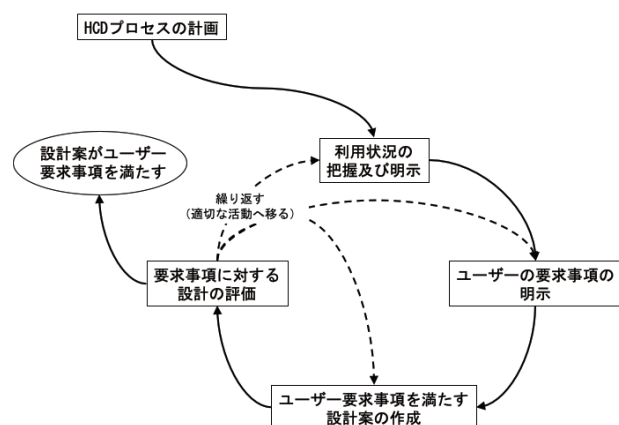 HCDプロセスの計画
利用状況の
把握及び明示
設計案がユーザー
要求事項を満たす
繰り返す
(適切な活動へ移る)
要求事項に対する
設計の評価
ユーザーの要求事項の
明示
ユーザー要求事項を満たす
設計案の作成